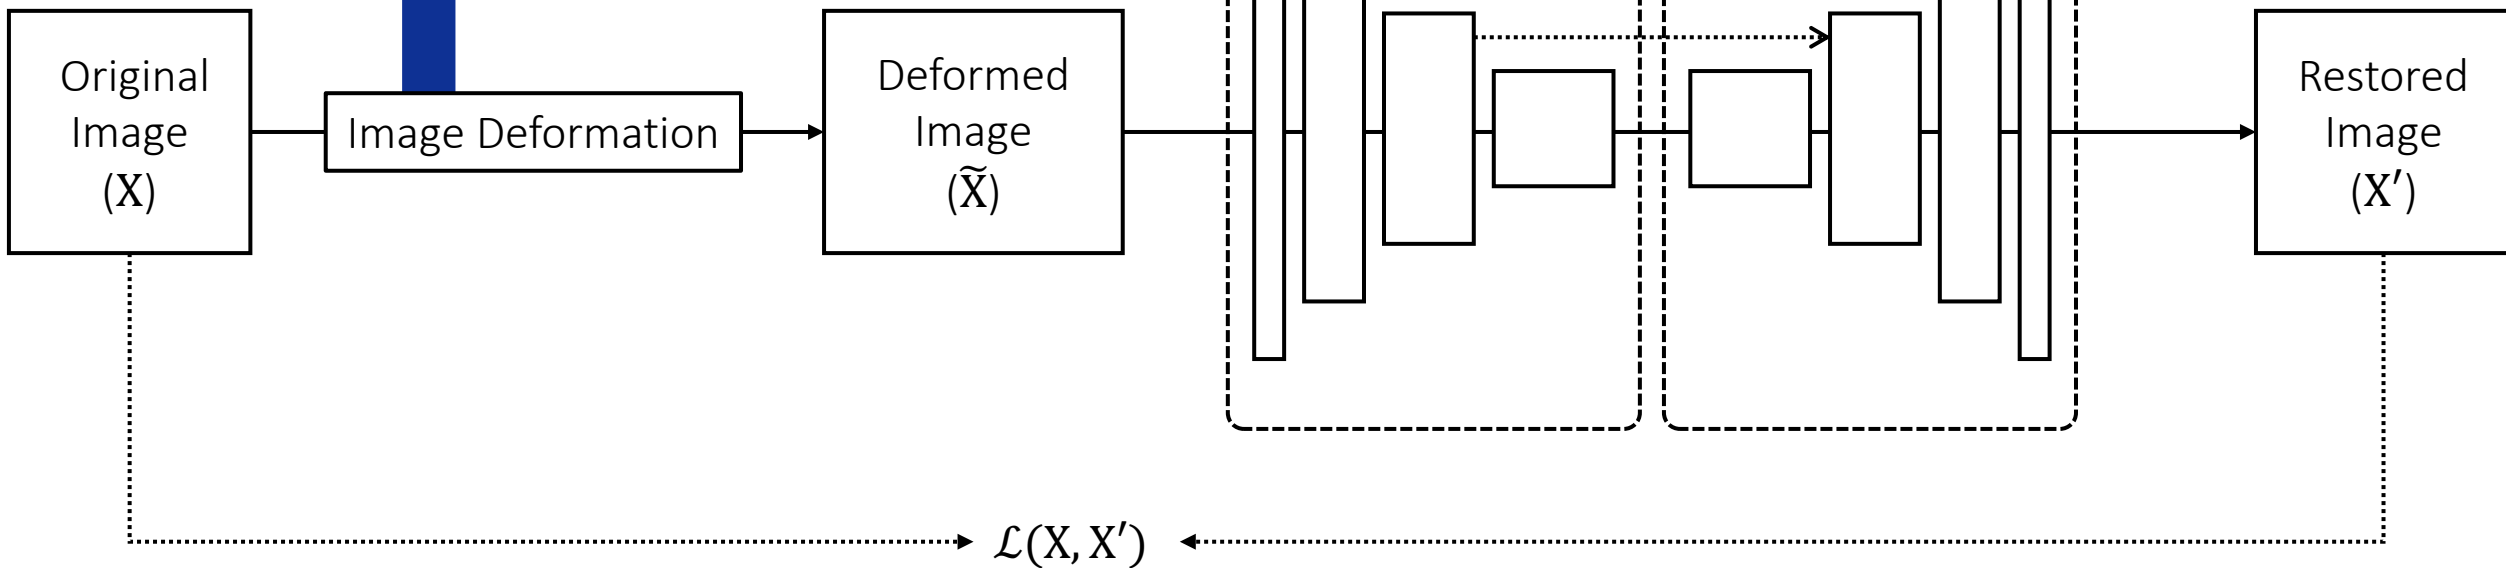 Original
Image
(X)
Image Deformation
Deformed
Image
(X̃)
Restored
Image
(X′)
ℒ(X, X′)